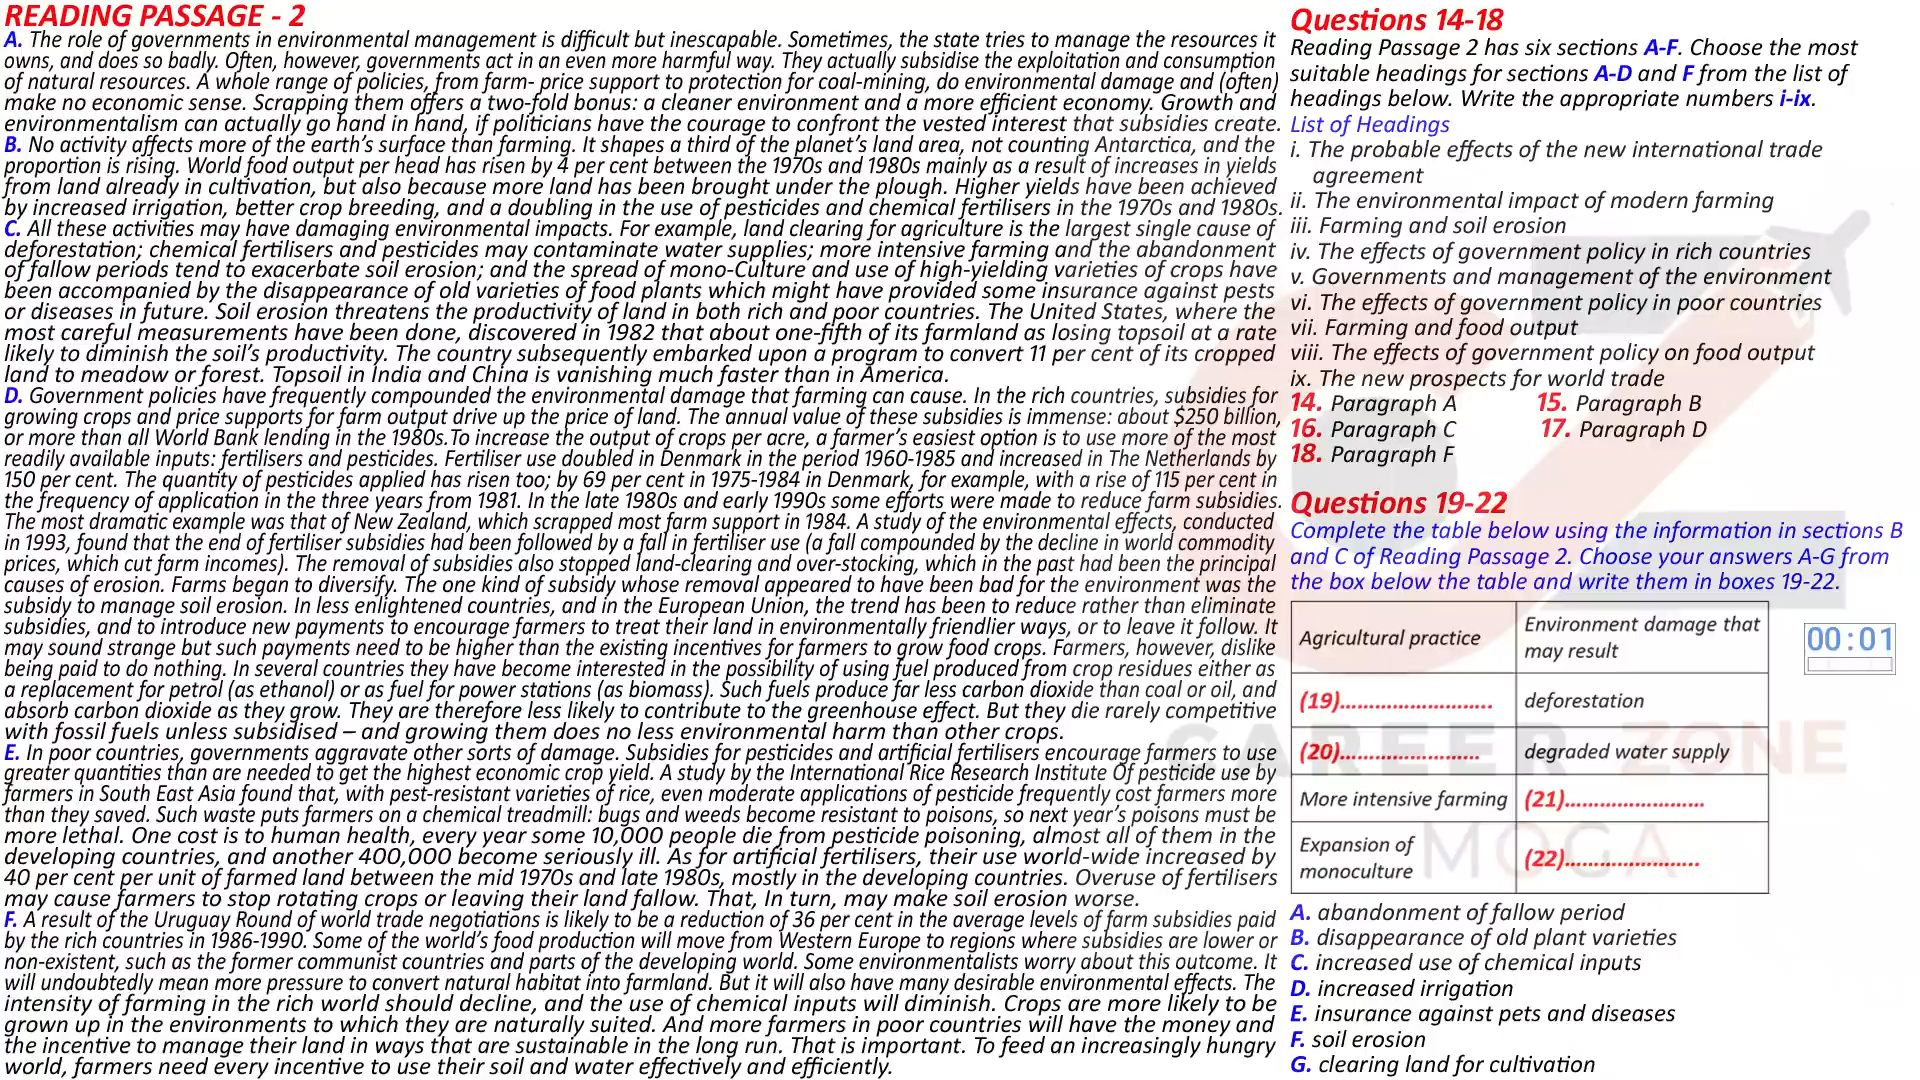 READING PASSAGE - 2
A. The role of governments in environmental management is difficult but inescapable. Sometimes, the state tries to manage the resources it
owns, and does so badly. Often, however, governments act in an even more harmful way. They actually subsidise the exploitation and consumption
of natural resources. A whole range of policies, from farm- price support to protection for coal-mining, do environmental damage and (often)
make no economic sense. Scrapping them offers a two-fold bonus: a cleaner environment and a more efficient economy. Growth and
environmentalism can actually go hand in hand, if politicians have the courage to confront the vested interest that subsidies create.
B. No activity affects more of the earth's surface than farming. It shapes a third of the planet's land area, not counting Antarctica, and the
proportion is rising. World food output per head has risen by 4 per cent between the 1970s and 1980s mainly as a result of increases in yields
from land already in cultivation, but also because more land has been brought under the plough. Higher yields have been achieved
by increased irrigation, better crop breeding, and a doubling in the use of pesticides and chemical fertilisers in the 1970s and 1980s.
C. All these activities may have damaging environmental impacts. For example, land clearing for agriculture is the largest single cause of
deforestation; chemical fertilisers and pesticides may contaminate water supplies; more intensive farming and the abandonment
of fallow periods tend to exacerbate soil erosion; and the spread of mono-Culture and use of high-yielding varieties of crops have
been accompanied by the disappearance of old varieties of food plants which might have provided some insurance against pests
or diseases in future. Soil erosion threatens the productivity of land in both rich and poor countries. The United States, where the
most careful measurements have been done, discovered in 1982 that about one-fifth of its farmland as losing topsoil at a rate
likely to diminish the soil's productivity. The country subsequently embarked upon a program to convert 11 per cent of its cropped
land to meadow or forest. Topsoil in India and China is vanishing much faster than in America.
D. Government policies have frequently compounded the environmental damage that farming can cause. In the rich countries, subsidies for
growing crops and price supports for farm output drive up the price of land. The annual value of these subsidies is immense: about $250 billion,
or more than all World Bank lending in the 1980s.To increase the output of crops per acre, a farmer's easiest option is to use more of the most
readily available inputs: fertilisers and pesticides. Fertiliser use doubled in Denmark in the period 1960-1985 and increased in The Netherlands by
150 per cent. The quantity of pesticides applied has risen too; by 69 per cent in 1975-1984 in Denmark, for example, with a rise of 115 per cent in
the frequency of application in the three years from 1981. In the late 1980s and early 1990s some efforts were made to reduce farm subsidies.
The most dramatic example was that of New Zealand, which scrapped most farm support in 1984. A study of the environmental effects, conducted
in 1993, found that the end of fertiliser subsidies had been followed by a fall in fertiliser use (a fall compounded by the decline in world commodity
prices, which cut farm incomes). The removal of subsidies also stopped land-clearing and over-stocking, which in the past had been the principal
causes of erosion. Farms began to diversify. The one kind of subsidy whose removal appeared to have been bad for the environment was the
subsidy to manage soil erosion. In less enlightened countries, and in the European Union, the trend has been to reduce rather than eliminate
subsidies, and to introduce new payments to encourage farmers to treat their land in environmentally friendlier ways, or to leave it follow. It
may sound strange but such payments need to be higher than the existing incentives for farmers to grow food crops. Farmers, however, dislike
being paid to do nothing. In several countries they have become interested in the possibility of using fuel produced from crop residues either as
a replacement for petrol (as ethanol) or as fuel for power stations (as biomass). Such fuels produce far less carbon dioxide than coal or oil, and
absorb carbon dioxide as they grow. They are therefore less likely to contribute to the greenhouse effect. But they die rarely competitive
with fossil fuels unless subsidised – and growing them does no less environmental harm than other crops.
E. In poor countries, governments aggravate other sorts of damage. Subsidies for pesticides and artificial fertilisers encourage farmers to use
greater quantities than are needed to get the highest economic crop yield. A study by the International Rice Research Institute Of pesticide use by
farmers in South East Asia found that, with pest-resistant varieties of rice, even moderate applications of pesticide frequently cost farmers more
than they saved. Such waste puts farmers on a chemical treadmill: bugs and weeds become resistant to poisons, so next year's poisons must be
more lethal. One cost is to human health, every year some 10,000 people die from pesticide poisoning, almost all of them in the
developing countries, and another 400,000 become seriously ill. As for artificial fertilisers, their use world-wide increased by
40 per cent per unit of farmed land between the mid 1970s and late 1980s, mostly in the developing countries. Overuse of fertilisers
may cause farmers to stop rotating crops or leaving their land fallow. That, In turn, may make soil erosion worse.
F. A result of the Uruguay Round of world trade negotiations is likely to be a reduction of 36 per cent in the average levels of farm subsidies paid
by the rich countries in 1986-1990. Some of the world's food production will move from Western Europe to regions where subsidies are lower or
non-existent, such as the former communist countries and parts of the developing world. Some environmentalists worry about this outcome. It
will undoubtedly mean more pressure to convert natural habitat into farmland. But it will also have many desirable environmental effects. The
intensity of farming in the rich world should decline, and the use of chemical inputs will diminish. Crops are more likely to be
grown up in the environments to which they are naturally suited. And more farmers in poor countries will have the money and
the incentive to manage their land in ways that are sustainable in the long run. That is important. To feed an increasingly hungry
world, farmers need every incentive to use their soil and water effectively and efficiently.
Questions 14-18
Reading Passage 2 has six sections A-F. Choose the most
suitable headings for sections A-D and F from the list of
headings below. Write the appropriate numbers i-ix.
List of Headings
i. The probable effects of the new international trade
agreement
ii. The environmental impact of modern farming
iii. Farming and soil erosion
iv. The effects of government policy in rich countries
v. Governments and management of the environment
vi. The effects of government policy in poor countries
vii. Farming and food output
viii. The effects of government policy on food output
ix. The new prospects for world trade
14. Paragraph A 15. Paragraph B
16. Paragraph C 17. Paragraph D
18. Paragraph F
Questions 19-22
Complete the table below using the information in sections B
and C of Reading Passage 2. Choose your answers A-G from
the box below the table and write them in boxes 19-22.
Agricultural practice
Environment damage that
may result
(19)..........................
deforestation
(20)........................
degraded water supply
More intensive farming
(21)........................
Expansion of
monoculture
(22).......................
A. abandonment of fallow period
B. disappearance of old plant varieties
C. increased use of chemical inputs
D. increased irrigation
E. insurance against pets and diseases
F. soil erosion
G. clearing land for cultivation
00:01
CAREER ZONE
MOGA